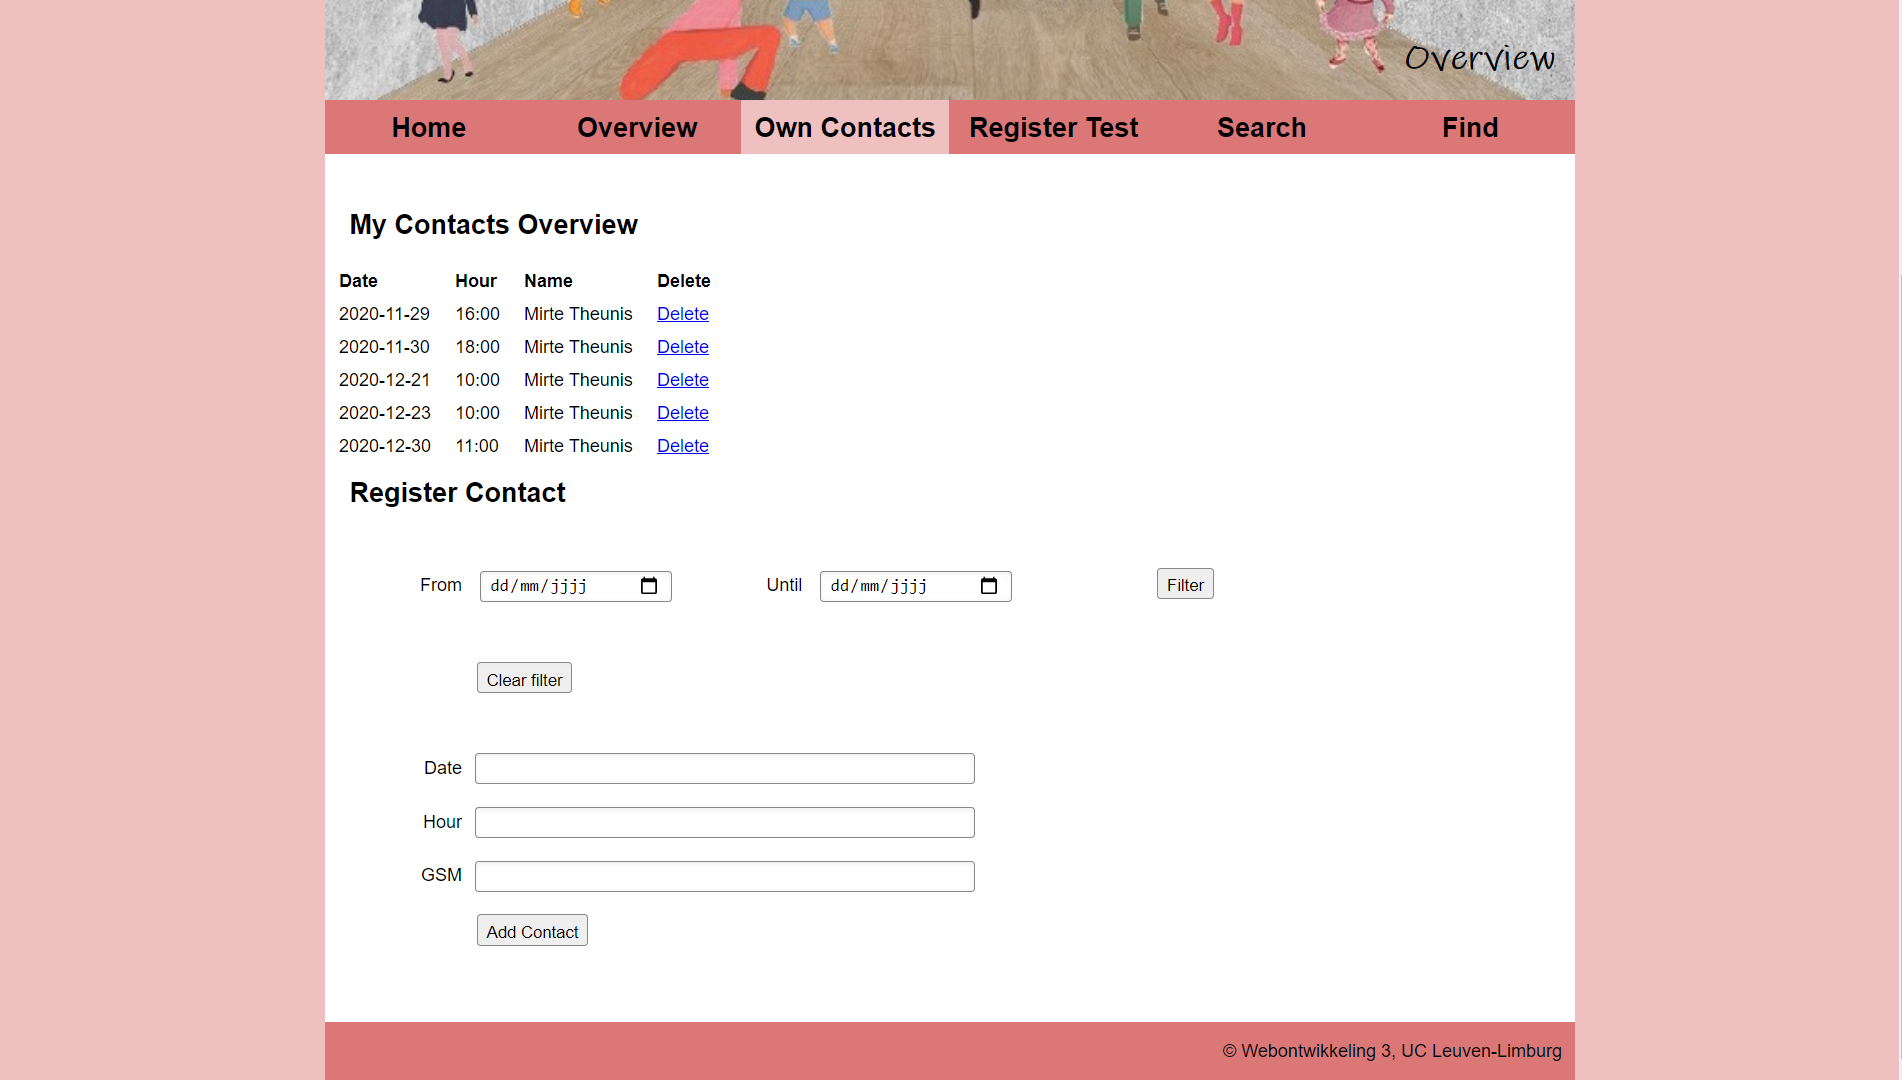 Overview
Home Overview Own Contacts Register Test Search Find
My Contacts Overview
Date Hour Name Delete
2020-11-29 16:00 Mirte Theunis Delete
2020-11-30 18:00 Mirte Theunis Delete
2020-12-21 10:00 Mirte Theunis Delete
2020-12-23 10:00 Mirte Theunis Delete
2020-12-30 11:00 Mirte Theunis Delete
Register Contact
From dd/mm/jjjj Until dd/mm/jjjj Filter
Clear filter
Date
Hour
GSM
Add Contact
© Webontwikkeling 3, UC Leuven-Limburg